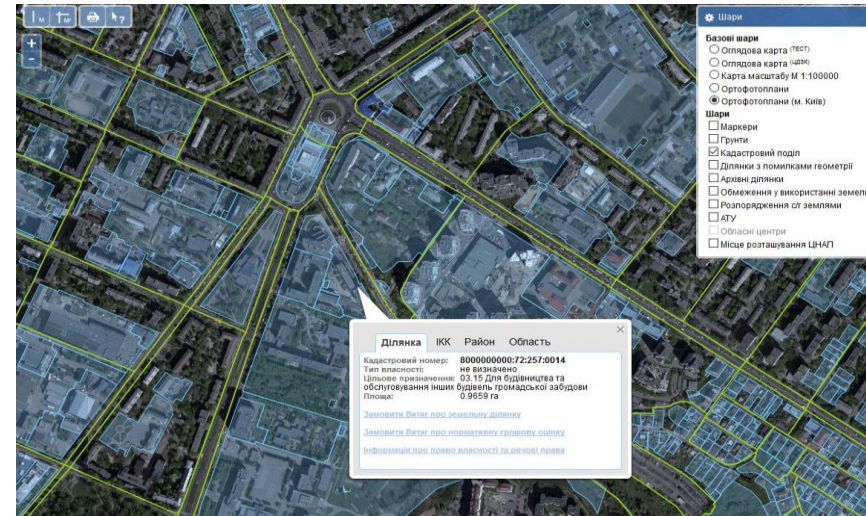 м
м²
?
+
-
Шари
Базові шари
Оглядова карта (ТЕСТ)
Оглядова карта (ЦДЗК)
Карта масштабу М 1:100000
Ортофотоплани
Ортофотоплани (м. Київ)
Шари
Маркери
Ґрунти
Кадастровий поділ
Ділянки з помилками геометрії
Архівні ділянки
Обмеження у використанні земель
Розпорядження с/г землями
АТУ
Обласні центри
Місце розташування ЦНАП
Ділянка ІКК Район Область
Кадастровий номер: 8000000000:72:257:0014
Тип власності: не визначено
Цільове призначення: 03.15 Для будівництва та
обслуговування інших будівель громадської забудови
Площа: 0.9659 га
Замовити Витяг про земельну ділянку
Замовити Витяг про нормативну грошову оцінку
Інформація про право власності та речові права